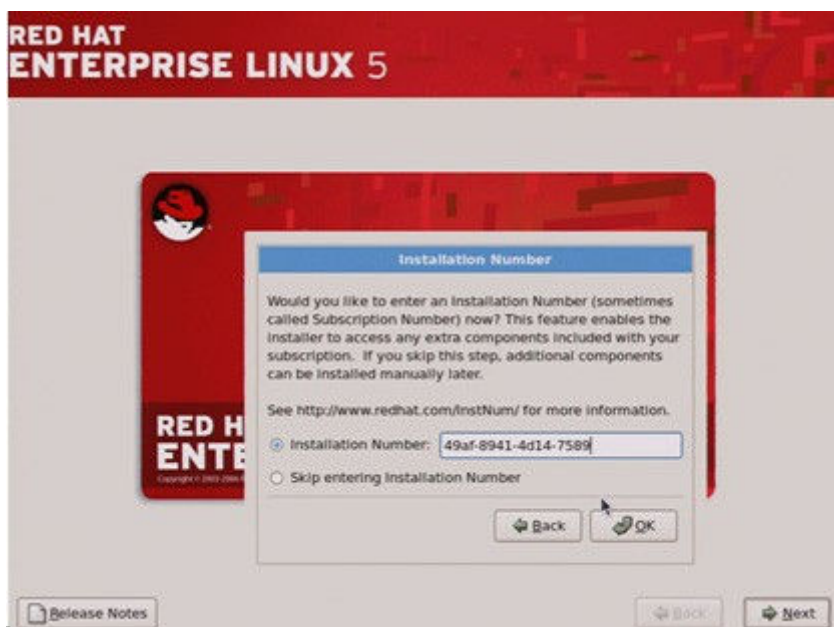 RED HAT
ENTERPRISE LINUX 5
Installation Number
Would you like to enter an Installation Number (sometimes
called Subscription Number) now? This feature enables the
installer to access any extra components included with your
subscription. If you skip this step, additional components
can be installed manually later.
See http://www.redhat.com/InstNum/ for more information.
Installation Number: 49af-8941-4d14-7589
Skip entering Installation Number
Back
OK
RED H
ENTE
Release Notes
Back
Next